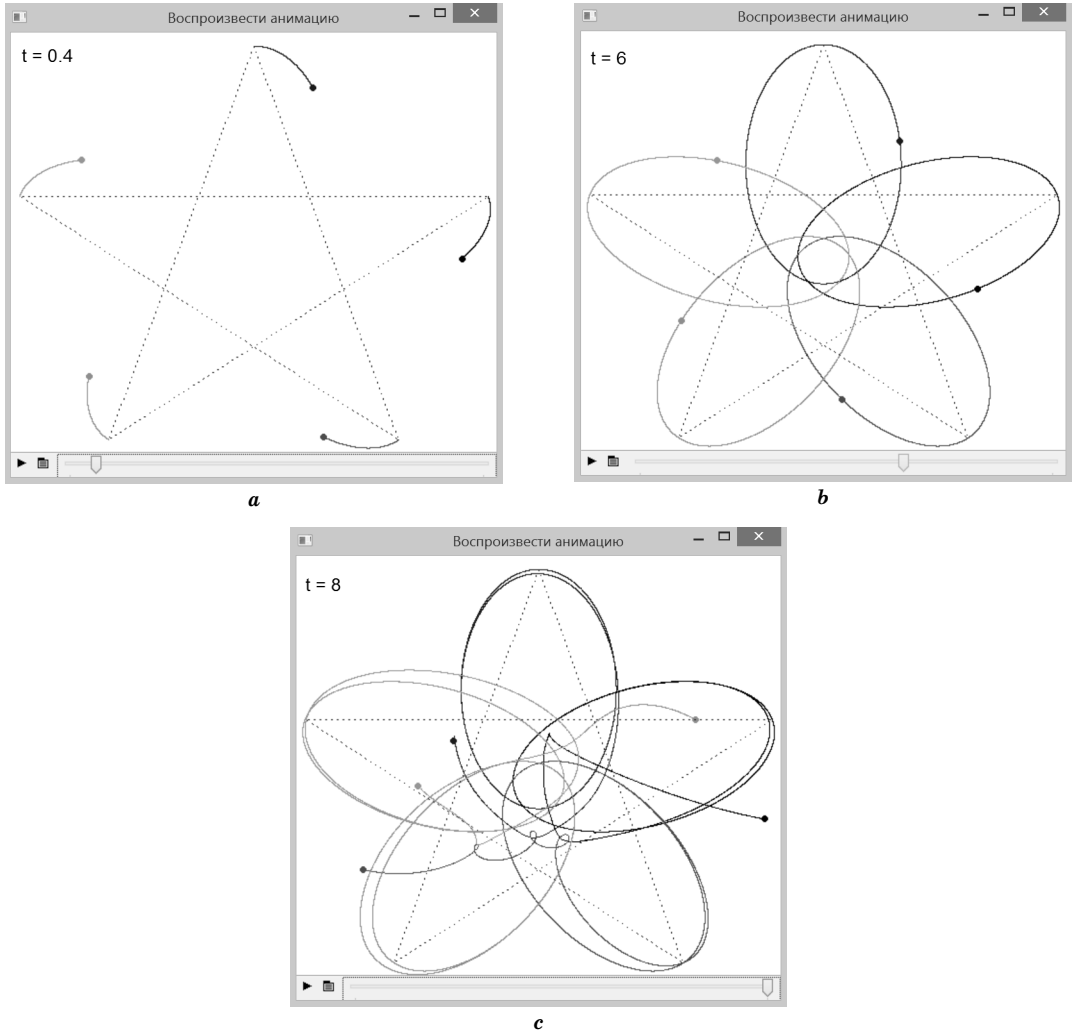 Воспроизвести анимацию
t = 0.4
a
Воспроизвести анимацию
t = 6
b
Воспроизвести анимацию
t = 8
c